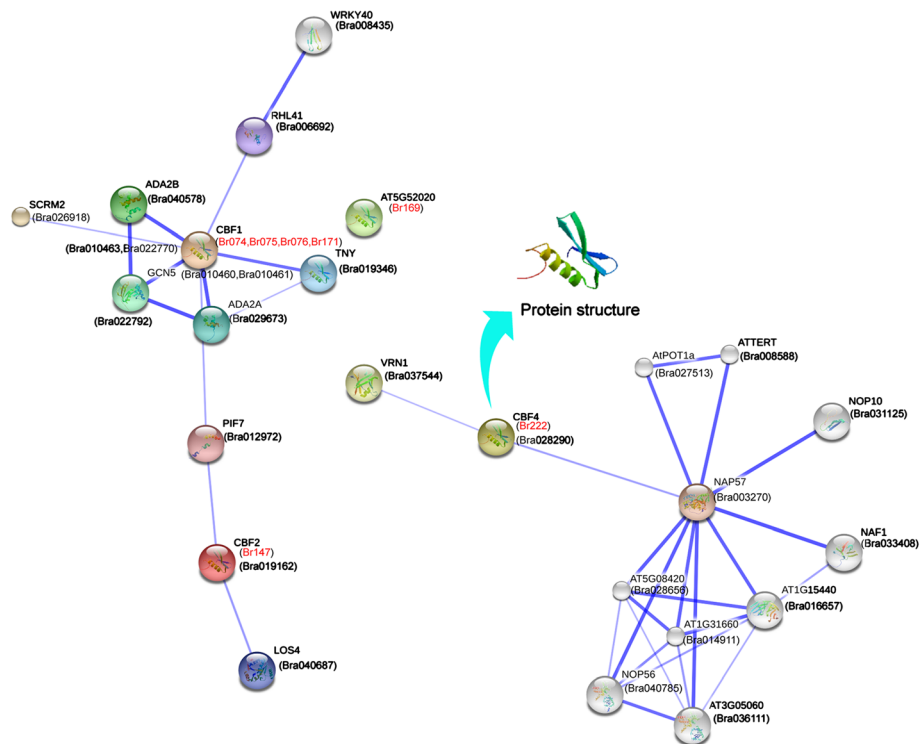 WRKY40
(Bra008435)
RHL41
(Bra006692)
ADA2B
(Bra040578)
SCRM2
(Bra026918)
AT5G52020
(Br169)
CBF1
(Br074,Br075,Br076,Br171)
(Bra010463,Bra022770)
TNY
(Bra019346)
GCN5
(Bra010460,Bra010461)
(Bra022792)
ADA2A
(Bra029673)
Protein structure
VRN1
(Bra037544)
AtPOT1a
(Bra027513)
ATTERT
(Bra008588)
CBF4
(Br222)
(Bra028290)
NOP10
(Bra031125)
PIF7
(Bra012972)
NAP57
(Bra003270)
CBF2
(Br147)
(Bra019162)
NAF1
(Bra033408)
AT5G08420
(Bra028656)
AT1G15440
(Bra016657)
AT1G31660
(Bra014911)
LOS4
(Bra040687)
NOP56
(Bra040785)
AT3G05060
(Bra036111)